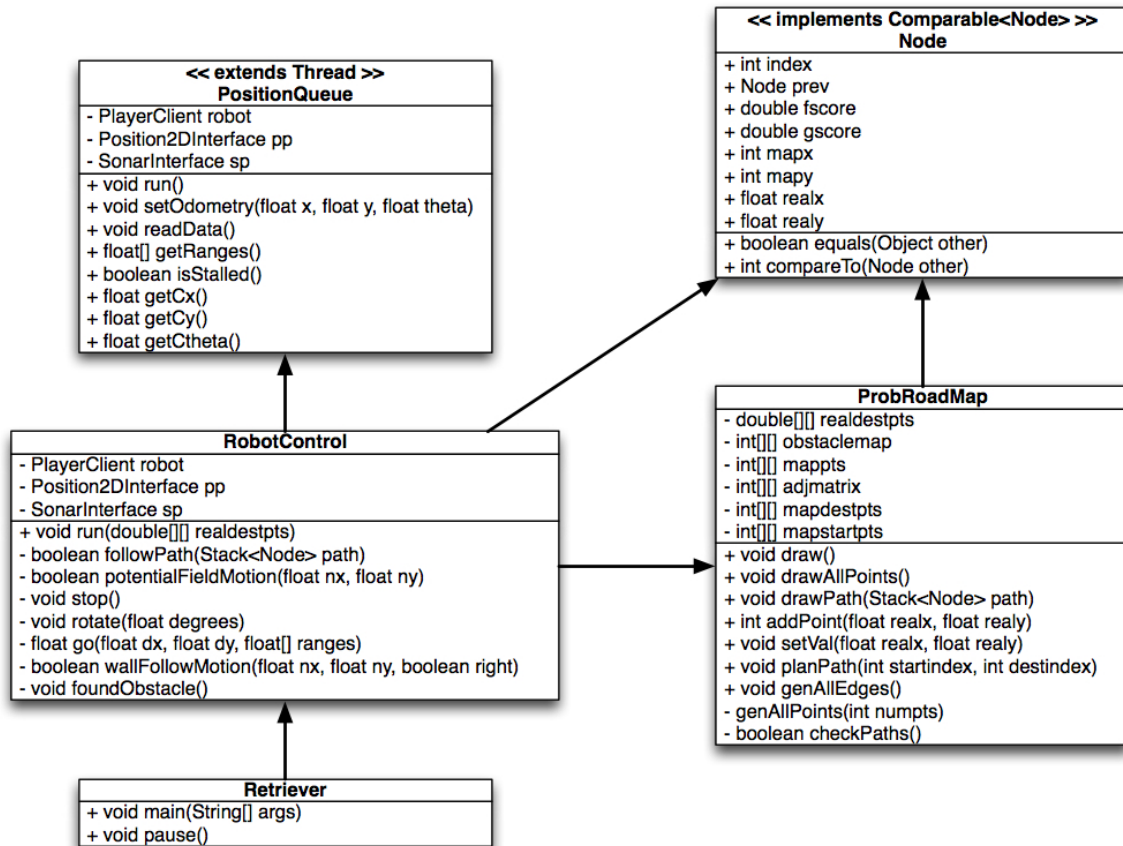 << extends Thread >>
PositionQueue
- PlayerClient robot
- Position2DInterface pp
- SonarInterface sp
+ void run()
+ void setOdometry(float x, float y, float theta)
+ void readData()
+ float[] getRanges()
+ boolean isStalled()
+ float getCx()
+ float getCy()
+ float getCtheta()
<< implements Comparable<Node> >>
Node
+ int index
+ Node prev
+ double fscore
+ double gscore
+ int mapx
+ int mapy
+ float realx
+ float realy
+ boolean equals(Object other)
+ int compareTo(Node other)
RobotControl
- PlayerClient robot
- Position2DInterface pp
- SonarInterface sp
+ void run(double[][] realdestpts)
- boolean followPath(Stack<Node> path)
- boolean potentialFieldMotion(float nx, float ny)
- void stop()
- void rotate(float degrees)
- float go(float dx, float dy, float[] ranges)
- boolean wallFollowMotion(float nx, float ny, boolean right)
- void foundObstacle()
ProbRoadMap
- double[][] realdestpts
- int[][] obstaclemap
- int[][] mappts
- int[][] adjmatrix
- int[][] mapdestpts
- int[][] mapstartpts
+ void draw()
+ void drawAllPoints()
+ void drawPath(Stack<Node> path)
+ int addPoint(float realx, float realy)
+ void setVal(float realx, float realy)
+ void planPath(int startindex, int destindex)
+ void genAllEdges()
- genAllPoints(int numpts)
- boolean checkPaths()
Retriever
+ void main(String[] args)
+ void pause()